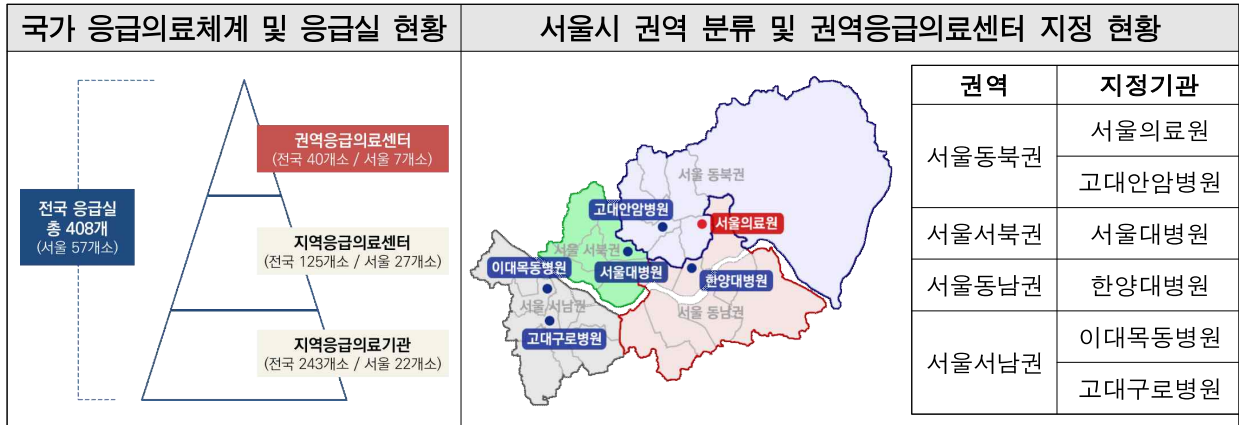 국가 응급의료체계 및 응급실 현황
서울시 권역 분류 및 권역응급의료센터 지정 현황
전국 응급실
총 408개
(서울 57개소)
권역응급의료센터
(전국 40개소 / 서울 7개소)
지역응급의료센터
(전국 125개소 / 서울 27개소)
지역응급의료기관
(전국 243개소 / 서울 22개소)
서울 동북권
고대안암병원
서울의료원
서울 서북권
서울대병원
이대목동병원
한양대병원
서울 서남권
서울 동남권
고대구로병원
권역
지정기관
서울동북권
서울의료원
고대안암병원
서울서북권
서울대병원
서울동남권
한양대병원
서울서남권
이대목동병원
고대구로병원